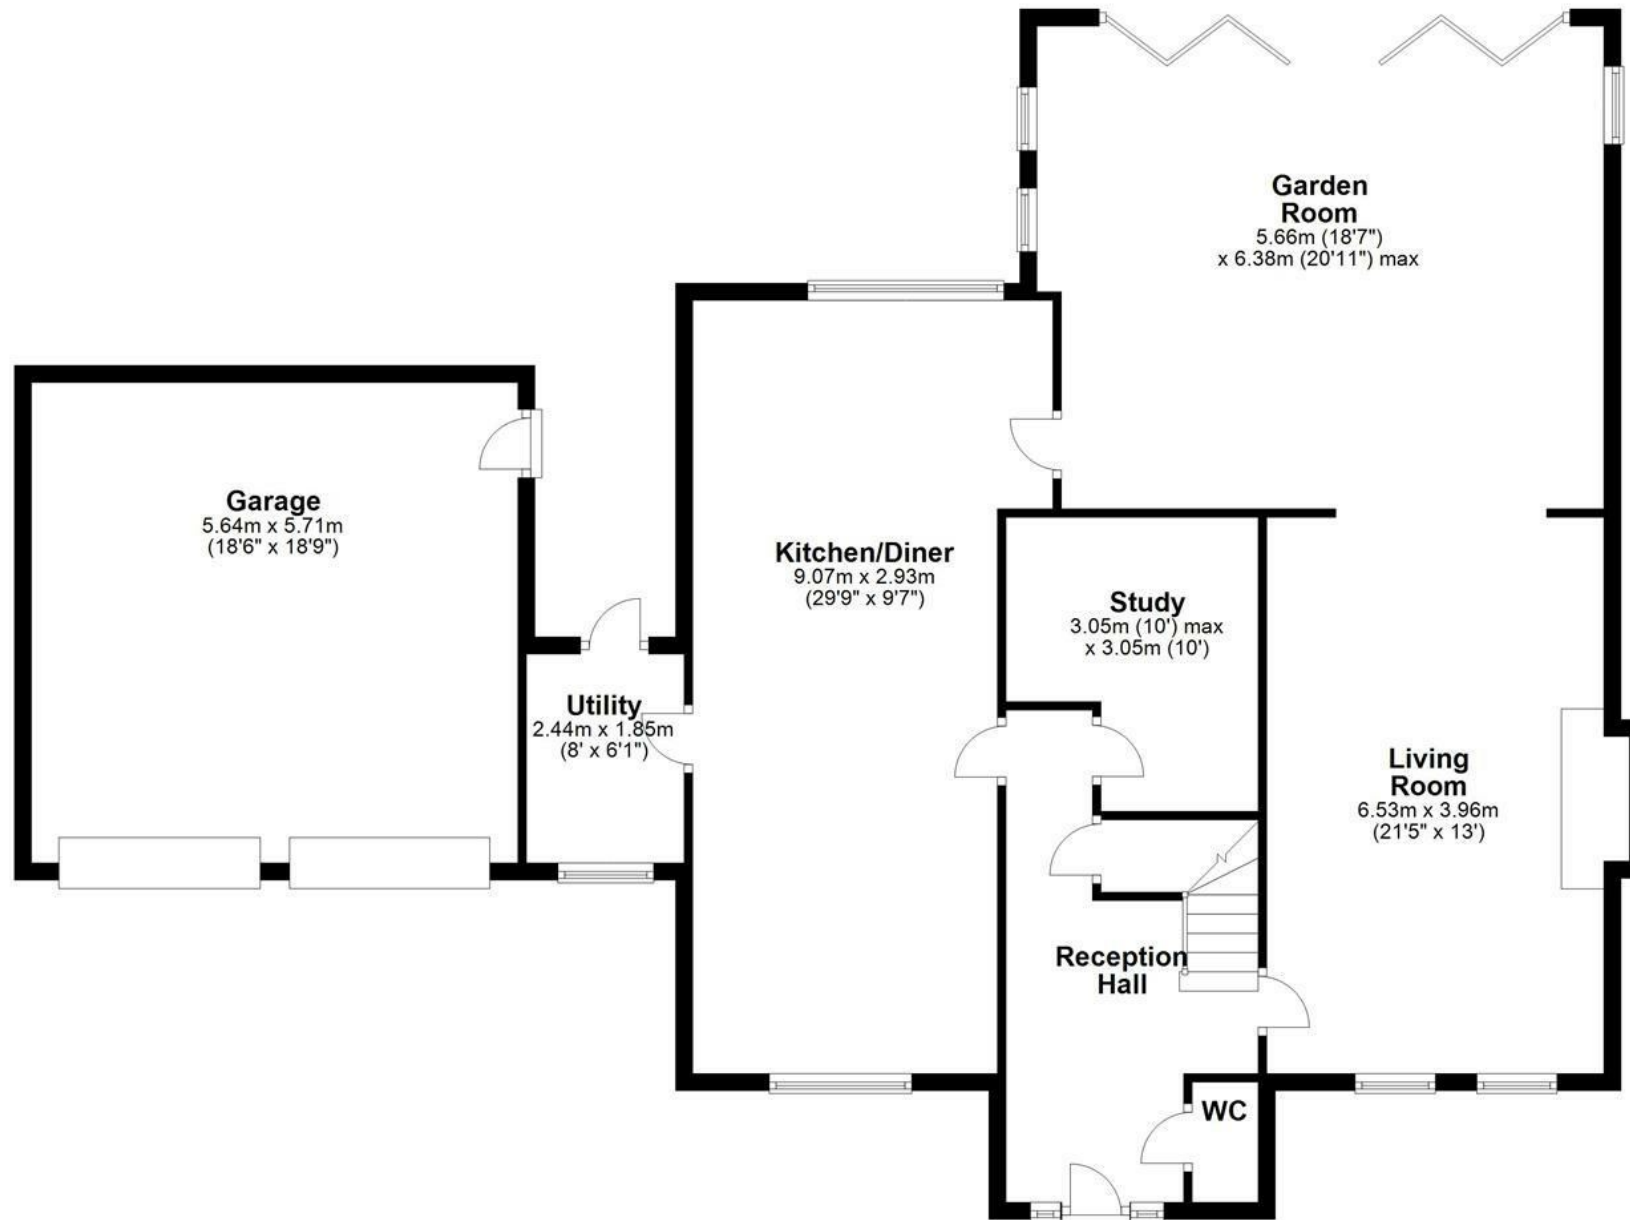 Garden
Room
5.66m (18'7")
x 6.38m (20'11") max
Garage
5.64m x 5.71m
(18'6" x 18'9")
Kitchen/Diner
9.07m x 2.93m
(29'9" x 9'7")
Study
3.05m (10') max
x 3.05m (10')
Utility
2.44m x 1.85m
(8' x 6'1")
Living
Room
6.53m x 3.96m
(21'5" x 13')
Reception
Hall
WC